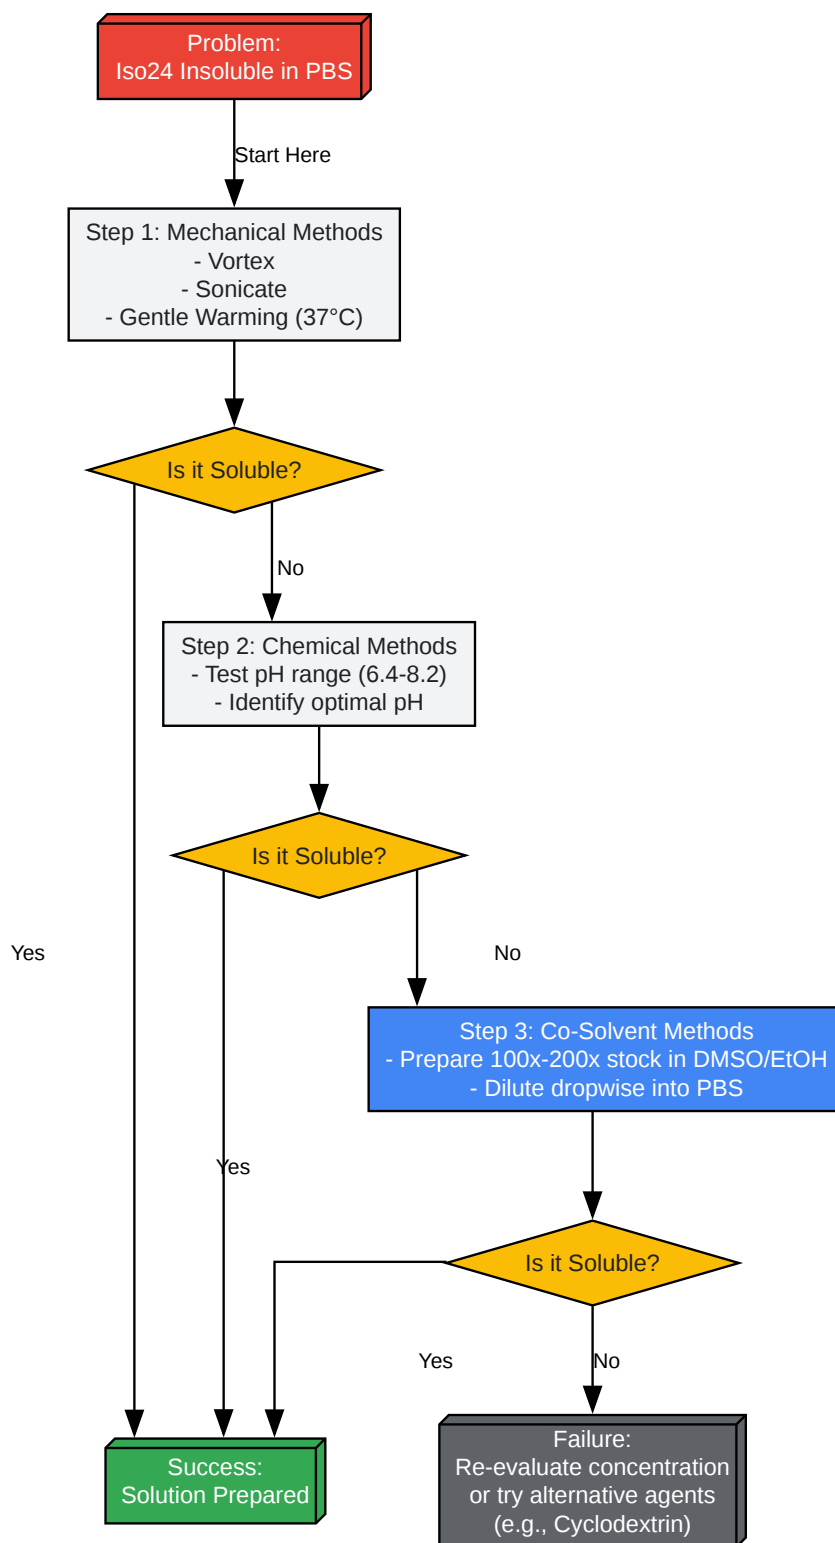 Problem:
Iso24 Insoluble in PBS
Start Here
Step 1: Mechanical Methods
- Vortex
- Sonicate
- Gentle Warming (37°C)
Is it Soluble?
No
Step 2: Chemical Methods
- Test pH range (6.4-8.2)
- Identify optimal pH
Is it Soluble?
Yes
No
Step 3: Co-Solvent Methods
- Prepare 100x-200x stock in DMSO/EtOH
- Dilute dropwise into PBS
Yes
Is it Soluble?
Yes
No
Success:
Solution Prepared
Failure:
Re-evaluate concentration
or try alternative agents
(e.g., Cyclodextrin)